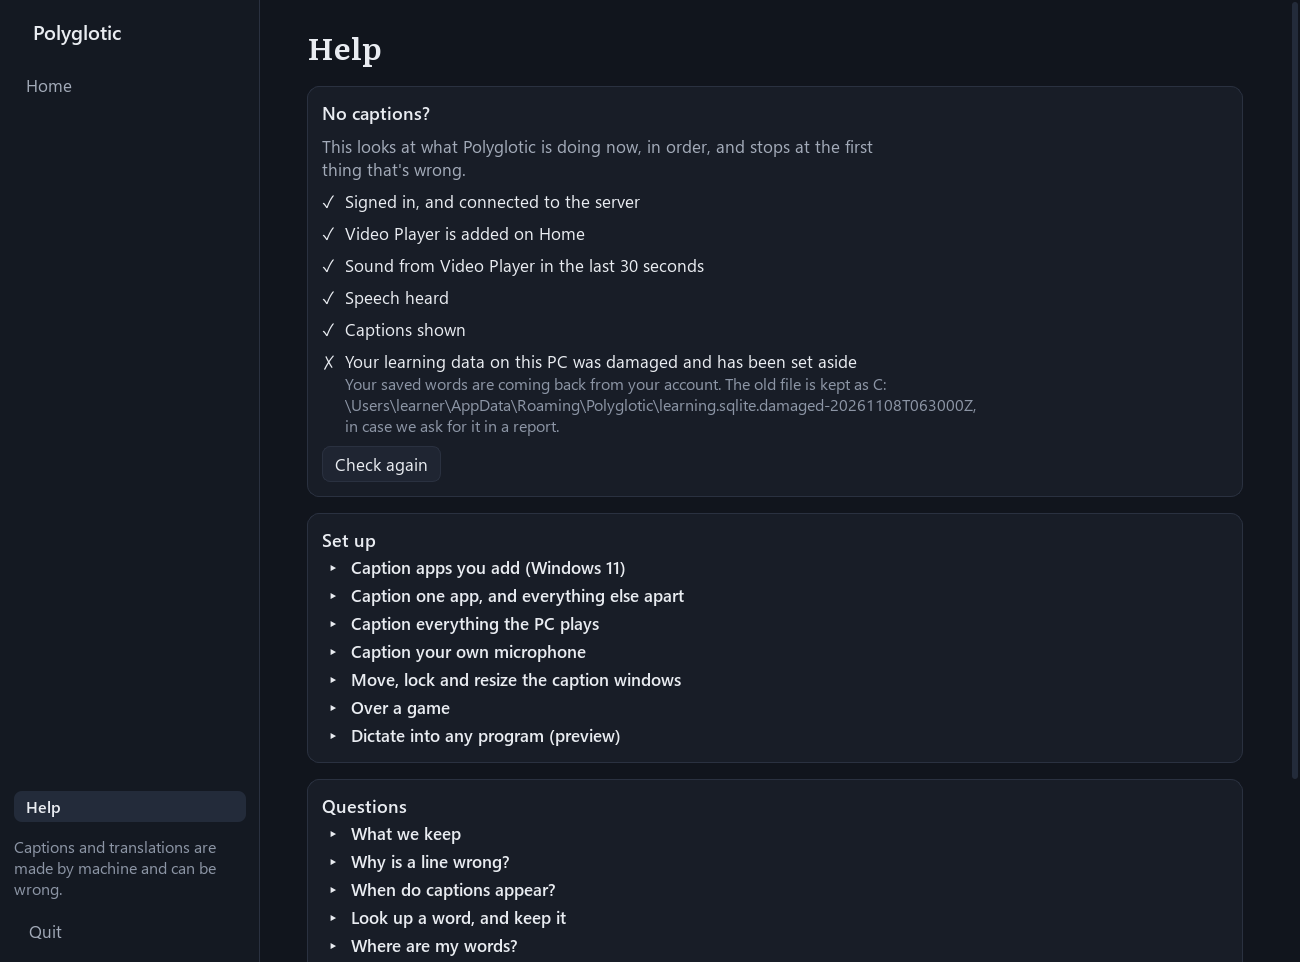 Polyglotic
Home
Help
Captions and translations are
made by machine and can be
wrong.
Quit
Help
No captions?
This looks at what Polyglotic is doing now, in order, and stops at the first
thing that's wrong.
✓ Signed in, and connected to the server
✓ Video Player is added on Home
✓ Sound from Video Player in the last 30 seconds
✓ Speech heard
✓ Captions shown
✗ Your learning data on this PC was damaged and has been set aside
Your saved words are coming back from your account. The old file is kept as C:
\Users\learner\AppData\Roaming\Polyglotic\learning.sqlite.damaged-20261108T063000Z,
in case we ask for it in a report.
Check again
Set up
‣ Caption apps you add (Windows 11)
‣ Caption one app, and everything else apart
‣ Caption everything the PC plays
‣ Caption your own microphone
‣ Move, lock and resize the caption windows
‣ Over a game
‣ Dictate into any program (preview)
Questions
‣ What we keep
‣ Why is a line wrong?
‣ When do captions appear?
‣ Look up a word, and keep it
‣ Where are my words?